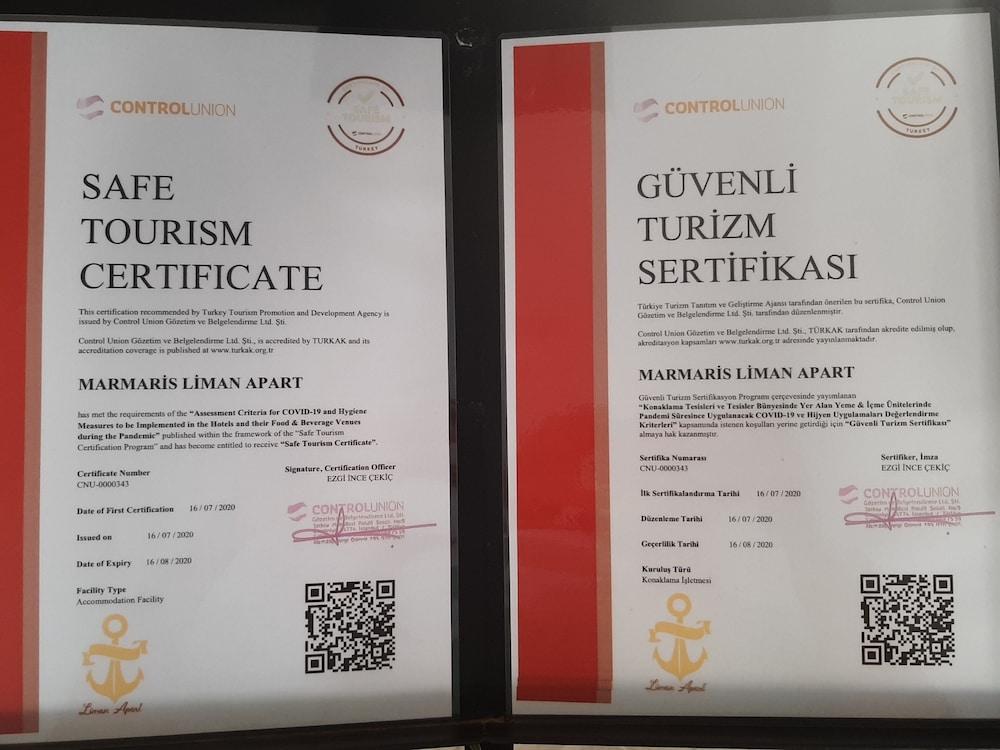 CONTROLUNION
SAFE
TOURISM
CONTROLUNION
TURKEY
SAFE
TOURISM
CERTIFICATE
This certification recommended by Turkey Tourism Promotion and Development Agency is
issued by Control Union Gözetim ve Belgelendirme Ltd. Şti.
Control Union Gözetim ve Belgelendirme Ltd. Şti., is accredited by TURKAK and its
accreditation coverage is published at www.turkak.org.tr
MARMARİS LİMAN APART
has met the requirements of the “Assessment Criteria for COVID-19 and Hygiene
Measures to be Implemented in the Hotels and their Food & Beverage Venues
during the Pandemic” published within the framework of the “Safe Tourism
Certification Program” and has become entitled to receive “Safe Tourism Certificate”.
Certificate Number
CNU-0000343
Signature, Certification Officer
EZGİ İNCE ÇEKİÇ
Date of First Certification 16 / 07 / 2020
Issued on 16 / 07 / 2020
Date of Expiry 16 / 08 / 2020
CONTROLUNION
Gözetim ve Belgelendirme Ltd. Şti.
Facility Type
Accommodation Facility
Liman Apart
CONTROLUNION
SAFE
TOURISM
CONTROLUNION
TURKEY
GÜVENLİ
TURİZM
SERTİFİKASI
Türkiye Turizm Tanıtım ve Geliştirme Ajansı tarafından önerilen bu sertifika, Control Union
Gözetim ve Belgelendirme Ltd. Şti. tarafından düzenlenmiştir.
Control Union Gözetim ve Belgelendirme Ltd. Şti., TÜRKAK tarafından akredite edilmiş olup,
akreditasyon kapsamları www.turkak.org.tr adresinde yayınlanmaktadır.
MARMARİS LİMAN APART
Güvenli Turizm Sertifikasyon Programı çerçevesinde yayımlanan
“Konaklama Tesisleri ve Tesisler Bünyesinde Yer Alan Yeme & İçme Ünitelerinde
Pandemi Süresince Uygulanacak COVID-19 ve Hijyen Uygulamaları Değerlendirme
Kriterleri” kapsamında istenen koşulları yerine getirdiği için “Güvenli Turizm Sertifikası”
almaya hak kazanmıştır.
Sertifika Numarası
CNU-0000343
Sertifiker, İmza
EZGİ İNCE ÇEKİÇ
İlk Sertifikalandırma Tarihi 16 / 07 / 2020
Düzenleme Tarihi 16 / 07 / 2020
Geçerlilik Tarihi 16 / 08 / 2020
CONTROLUNION
Gözetim ve Belgelendirme Ltd. Şti.
Kuruluş Türü
Konaklama İşletmesi
Liman Apart